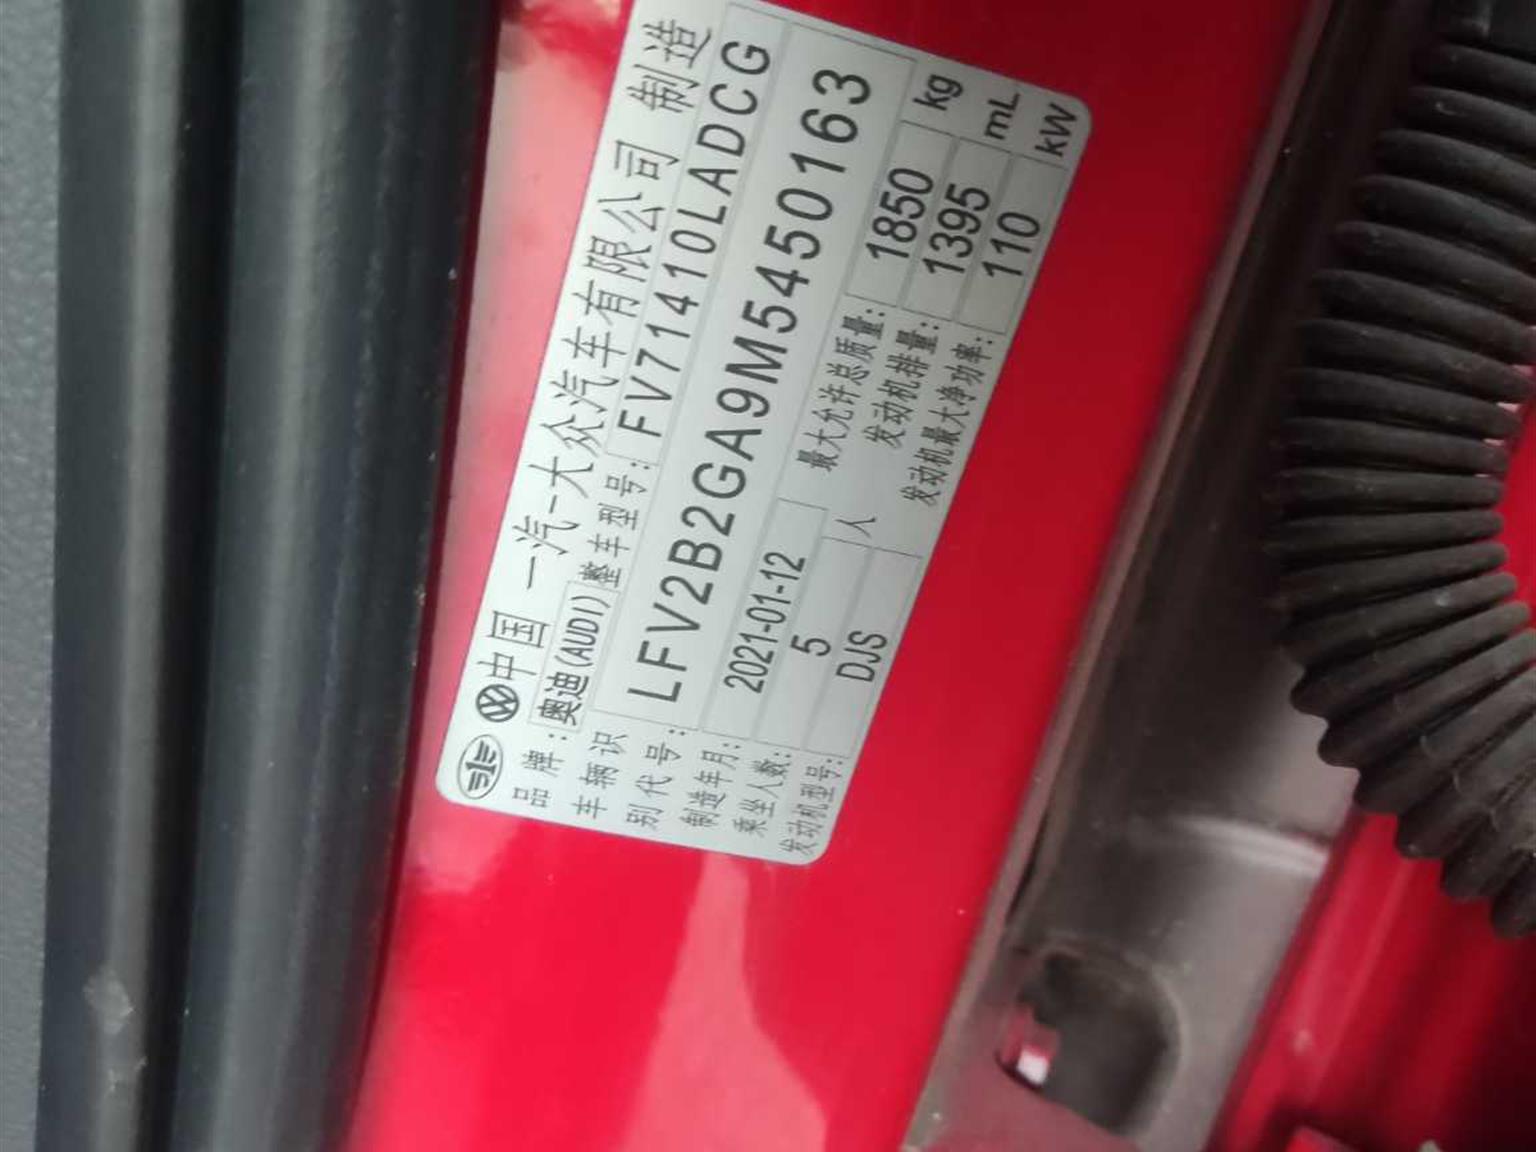 中国 一汽-大众汽车有限公司 制造
品牌: 奥迪(AUDI) 整车型号: FV71410LADCG
车辆识别代号: LFV2B2GA9M5450163
制造年月: 2021-01-12 最大允许总质量: 1850 kg
乘坐人数: 5 人 发动机排量: 1395 mL
发动机型号: DJS 发动机最大净功率: 110 kW